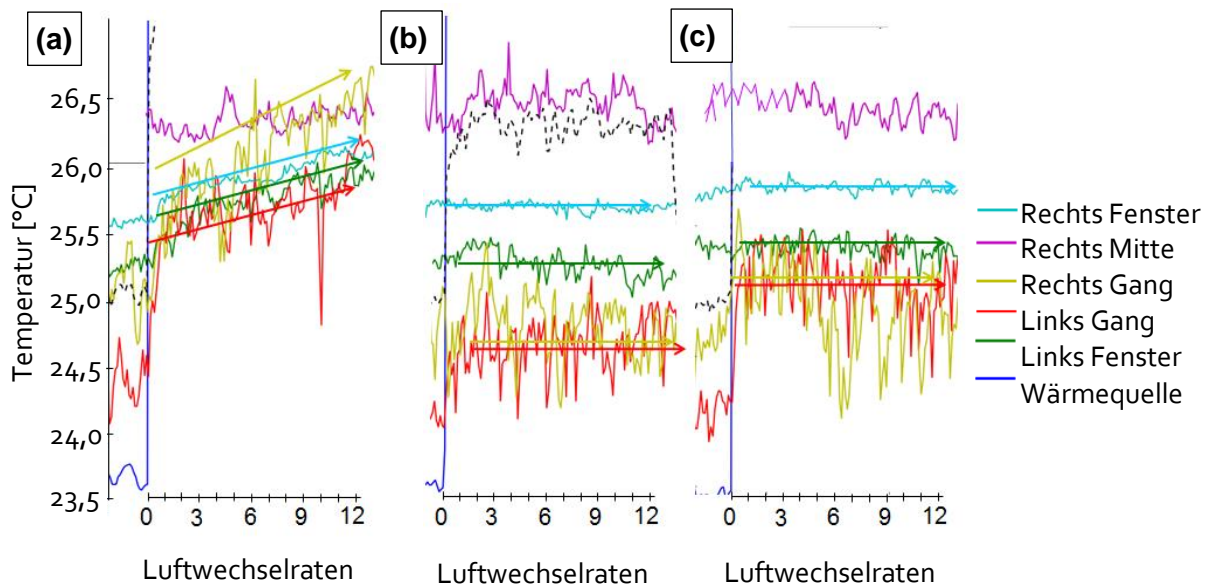 (a)
(b)
(c)
Temperatur [°C]
26,5
26,0
25,5
25,0
24,5
24,0
23,5
0 3 6 9 12
0 3 6 9 12
0 3 6 9 12
Luftwechselraten
Luftwechselraten
Luftwechselraten
Rechts Fenster
Rechts Mitte
Rechts Gang
Links Gang
Links Fenster
Wärmequelle